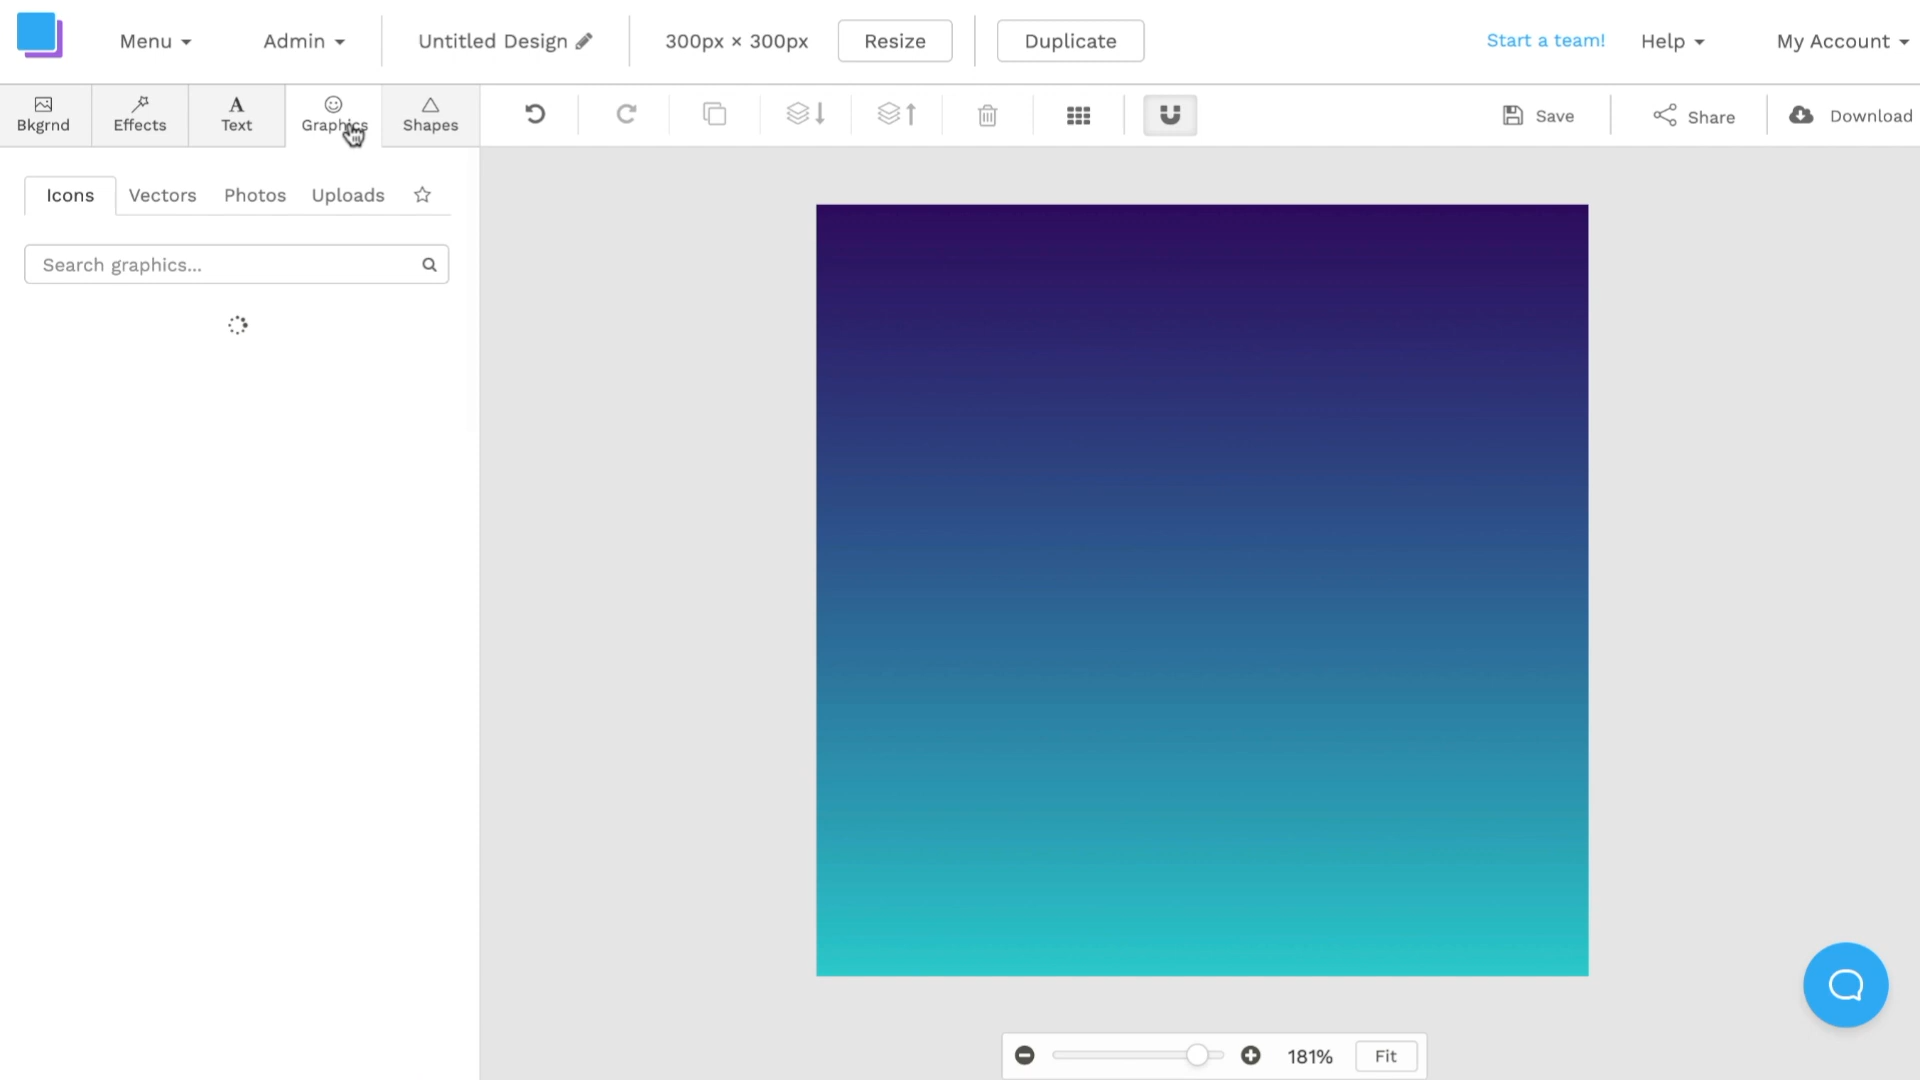 Menu Admin Untitled Design 300px × 300px Resize Duplicate Start a team! Help My Account
Bkgrnd Effects Text Graphics Shapes Save Share Download
Icons Vectors Photos Uploads
Search graphics...
181% Fit